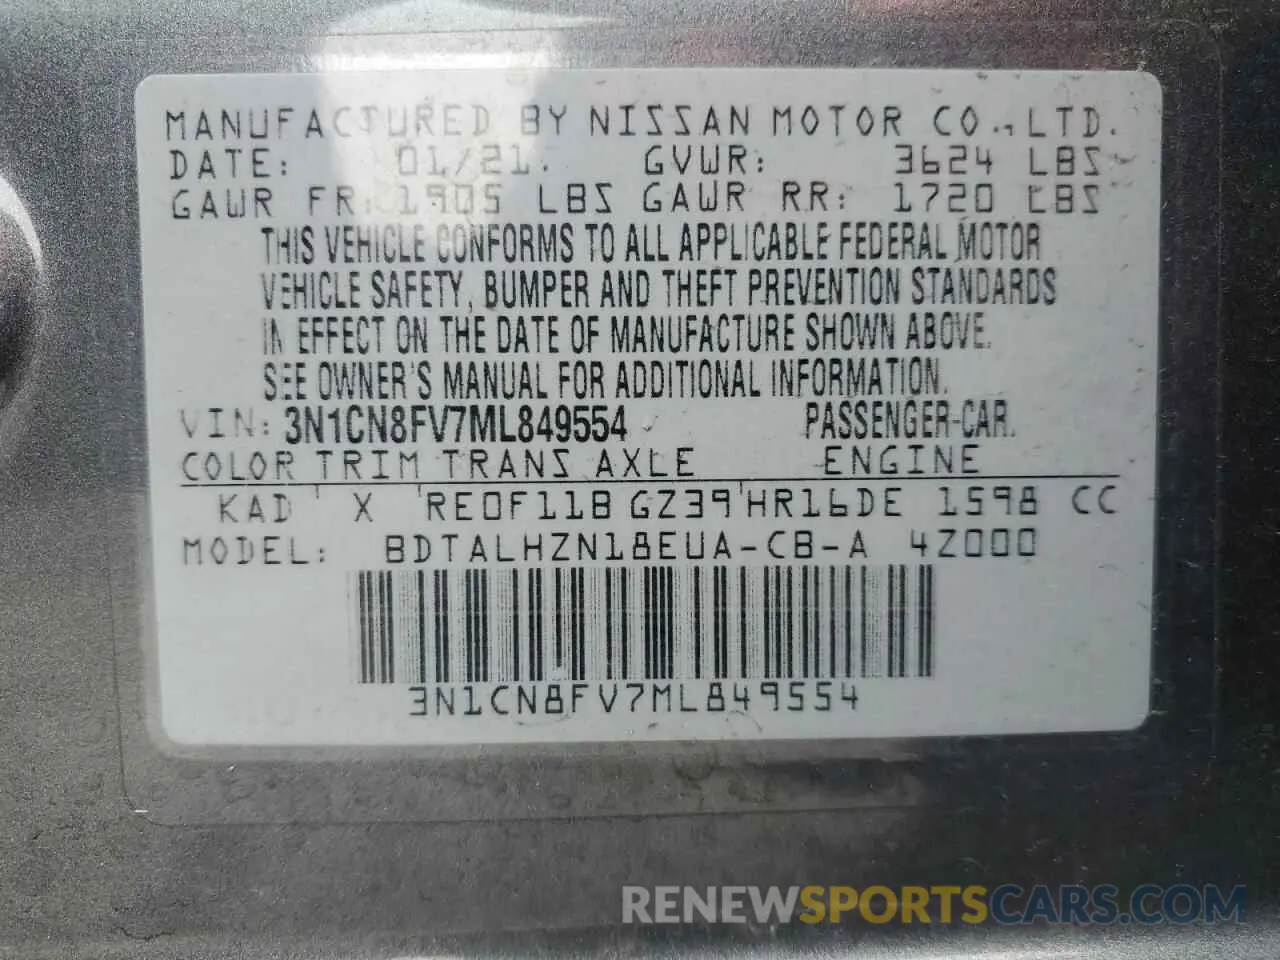 MANUFACTURED BY NISSAN MOTOR CO., LTD.
DATE: 01/21. GVWR: 3624 LBS
GAWR FR: 1905 LBS GAWR RR: 1720 LBS
THIS VEHICLE CONFORMS TO ALL APPLICABLE FEDERAL MOTOR
VEHICLE SAFETY, BUMPER AND THEFT PREVENTION STANDARDS
IN EFFECT ON THE DATE OF MANUFACTURE SHOWN ABOVE.
SEE OWNER'S MANUAL FOR ADDITIONAL INFORMATION.
VIN: 3N1CN8FV7ML849554 PASSENGER-CAR.
COLOR TRIM TRANS AXLE ENGINE
KAD X RE0F11B GZ39 HR16DE 1598 CC
MODEL: BDTALHZN18EUA-CB-A 4Z000
3N1CN8FV7ML849554
RENEWSPORTSCARS.COM